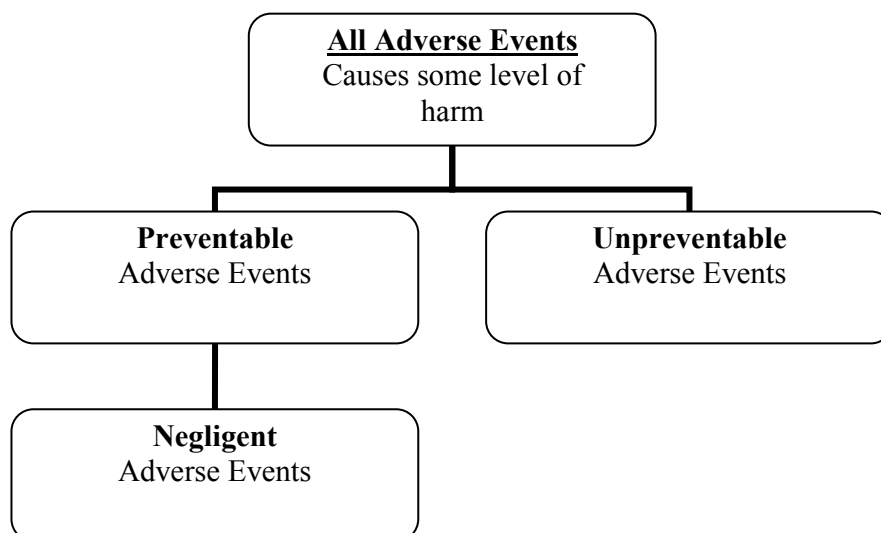 All Adverse Events
Causes some level of
harm
Preventable
Adverse Events
Unpreventable
Adverse Events
Negligent
Adverse Events